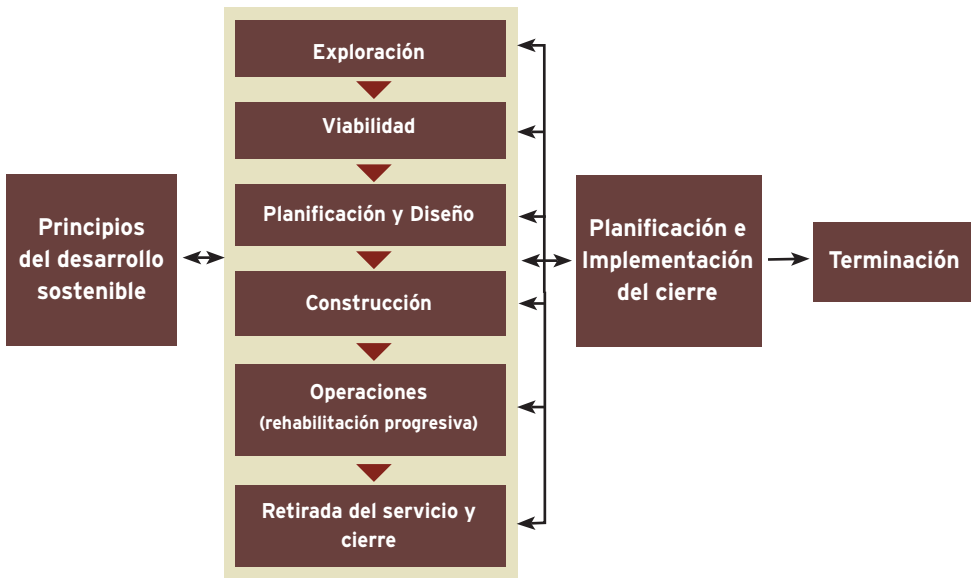 Principios
del desarrollo
sostenible
Exploración
Viabilidad
Planificación y Diseño
Construcción
Operaciones
(rehabilitación progresiva)
Retirada del servicio y
cierre
Planificación e
Implementación
del cierre
Terminación